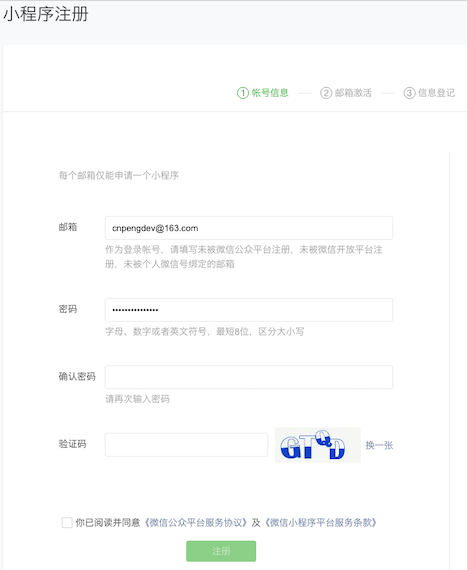 小程序注册
① 帐号信息 — ② 邮箱激活 — ③ 信息登记
每个邮箱仅能申请一个小程序
邮箱 cnpengdev@163.com
作为登录帐号，请填写未被微信公众平台注册，未被微信开放平台注
册，未被个人微信号绑定的邮箱
密码 •••••••••••••••
字母、数字或者英文符号，最短8位，区分大小写
确认密码
请再次输入密码
验证码 GTQD 换一张
你已阅读并同意《微信公众平台服务协议》及《微信小程序平台服务条款》
注册